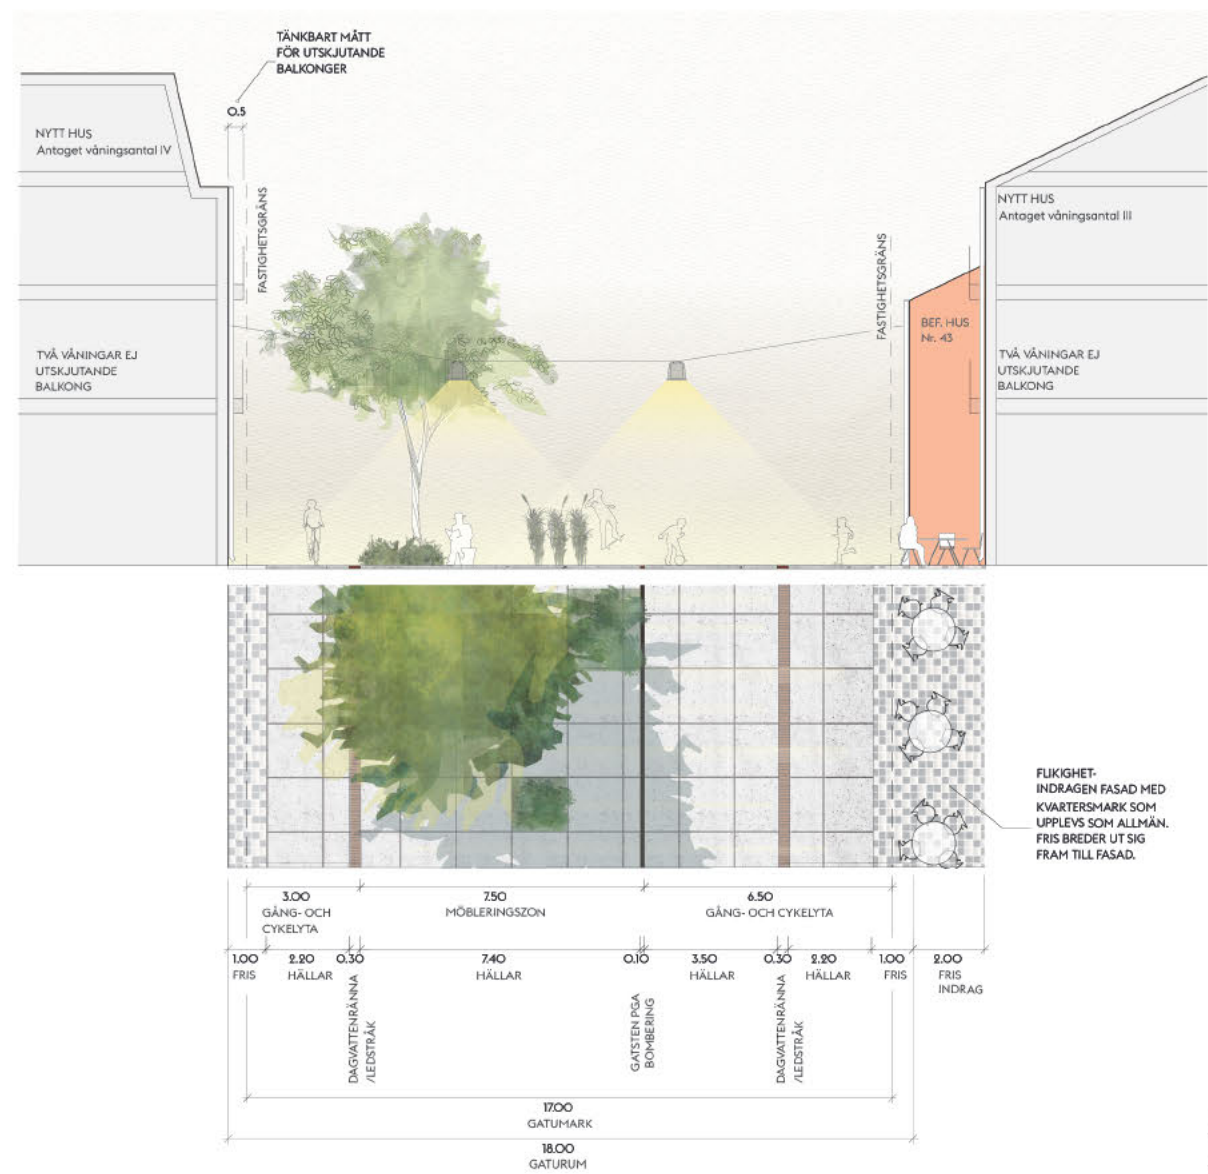 TÄNKBART MÅTT
FÖR UTSKJUTANDE
BALKONGER
0.5
NYTT HUS
Antaget våningsantal IV
FASTIGHETSGRÄNS
NYTT HUS
Antaget våningsantal III
FASTIGHETSGRÄNS
BEF. HUS
Nr. 43
TVÅ VÅNINGAR EJ
UTSKJUTANDE
BALKONG
TVÅ VÅNINGAR EJ
UTSKJUTANDE
BALKONG
FLIKIGHET-
INDRAGEN FASAD MED
KVARTERSMARK SOM
UPPLEVS SOM ALLMÄN.
FRIS BREDER UT SIG
FRAM TILL FASAD.
3.00
GÅNG- OCH
CYKELYTA
7.50
MÖBLERINGSZON
6.50
GÅNG- OCH CYKELYTA
1.00
FRIS
2.20
HÄLLAR
0.30
DAGVATTENRÄNNA
/LEDSTRÅK
7.40
HÄLLAR
0.10
GATSTEN PGA
BOMBERING
3.50
HÄLLAR
0.30
DAGVATTENRÄNNA
/LEDSTRÅK
2.20
HÄLLAR
1.00
FRIS
2.00
FRIS
INDRAG
17.00
GATUMARK
18.00
GATURUM